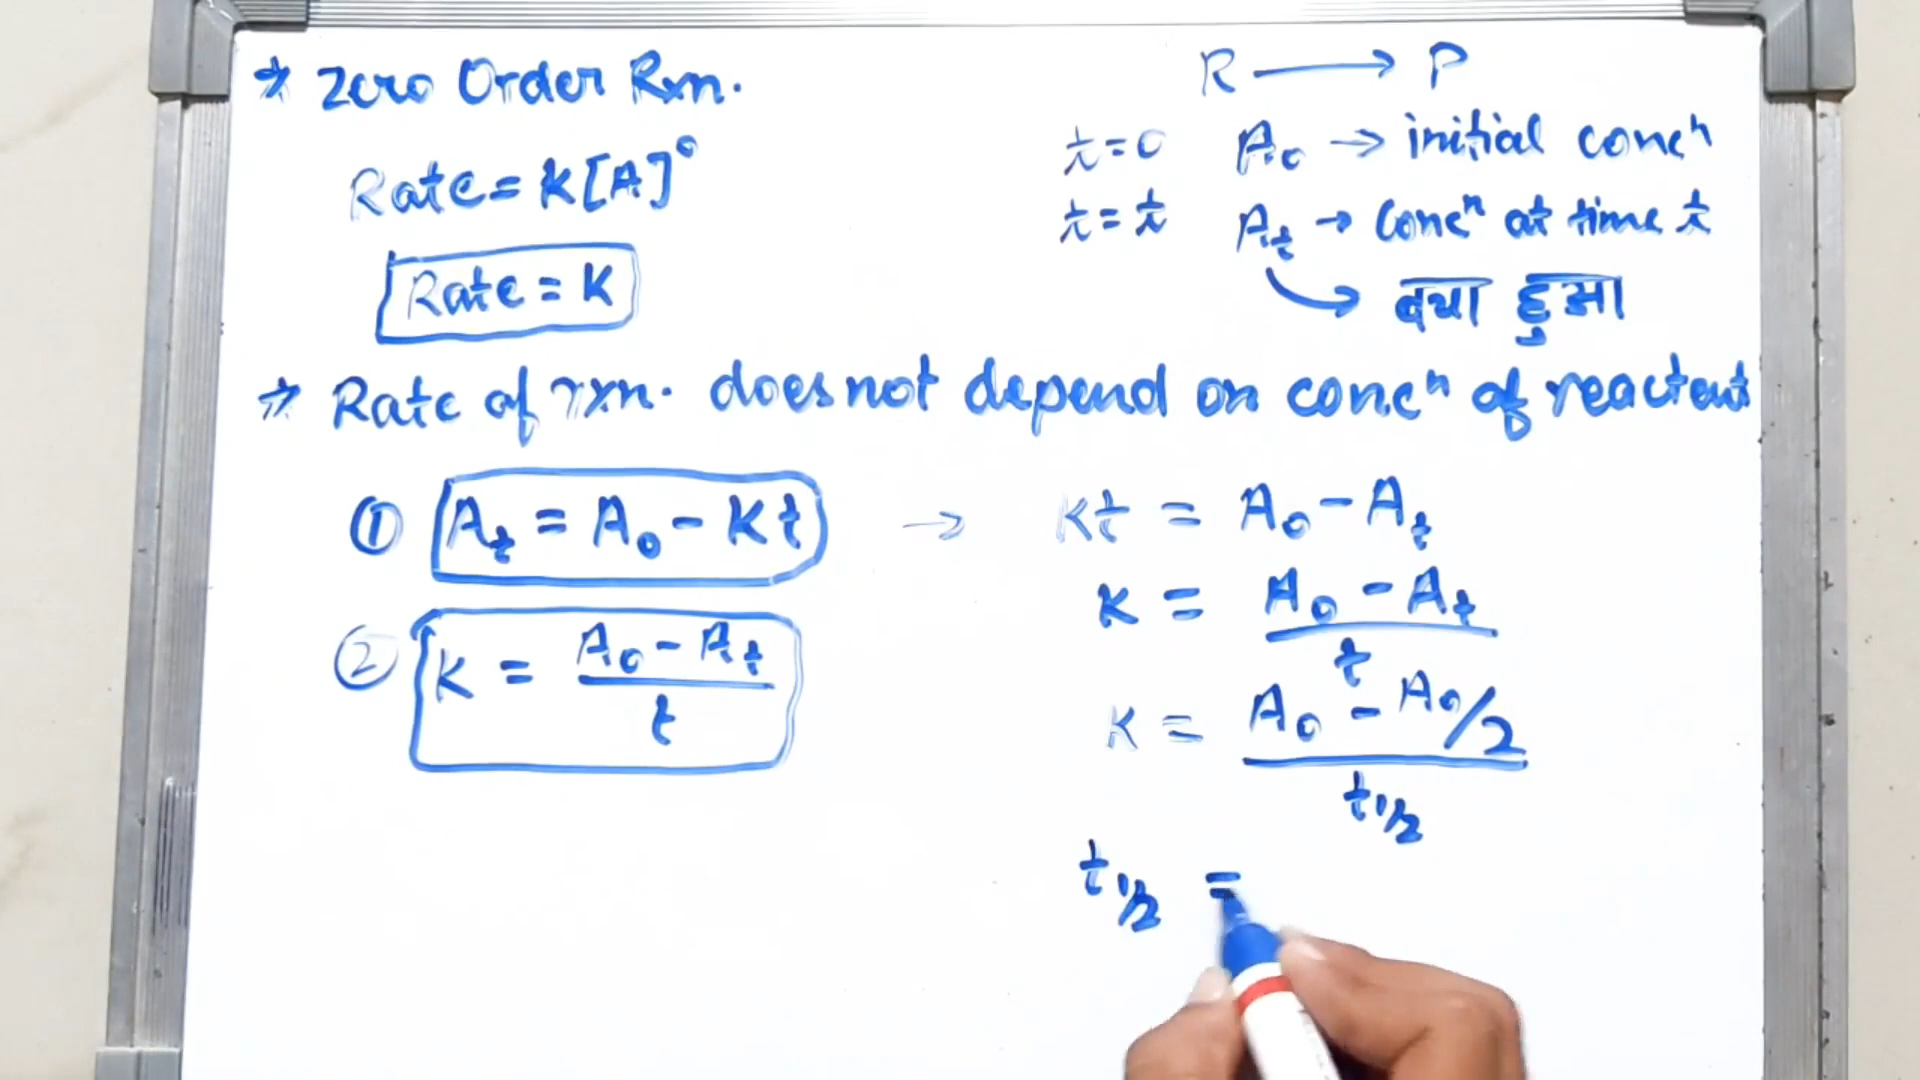 * Zero Order Rxn.
Rate = K[A]⁰
Rate = K
R → P
t=0 A₀ → initial concⁿ
t=t Aₜ → Concⁿ at time t
→ बचा हुआ
* Rate of rxn. does not depend on concⁿ of reactent
① Aₜ = A₀ - Kt → Kt = A₀ - Aₜ
K = A₀ - Aₜ / t
② K = A₀ - Aₜ / t
K = A₀ - A₀/2 / t1/2
t1/2 =